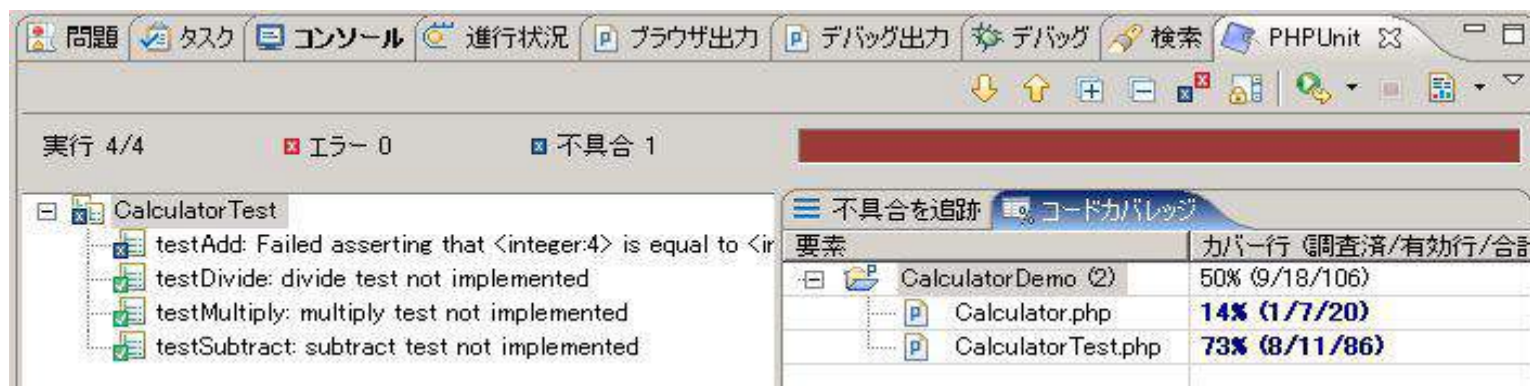 問題 タスク コンソール 進行状況 ブラウザ出力 デバッグ出力 デバッグ 検索 PHPUnit
実行 4/4 エラー 0 不具合 1
CalculatorTest
testAdd: Failed asserting that <integer:4> is equal to <ir
testDivide: divide test not implemented
testMultiply: multiply test not implemented
testSubtract: subtract test not implemented
不具合を追跡 コードカバレッジ
要素 カバー行 (調査済/有効行/合計
CalculatorDemo (2) 50% (9/18/106)
Calculator.php 14% (1/7/20)
CalculatorTest.php 73% (8/11/86)